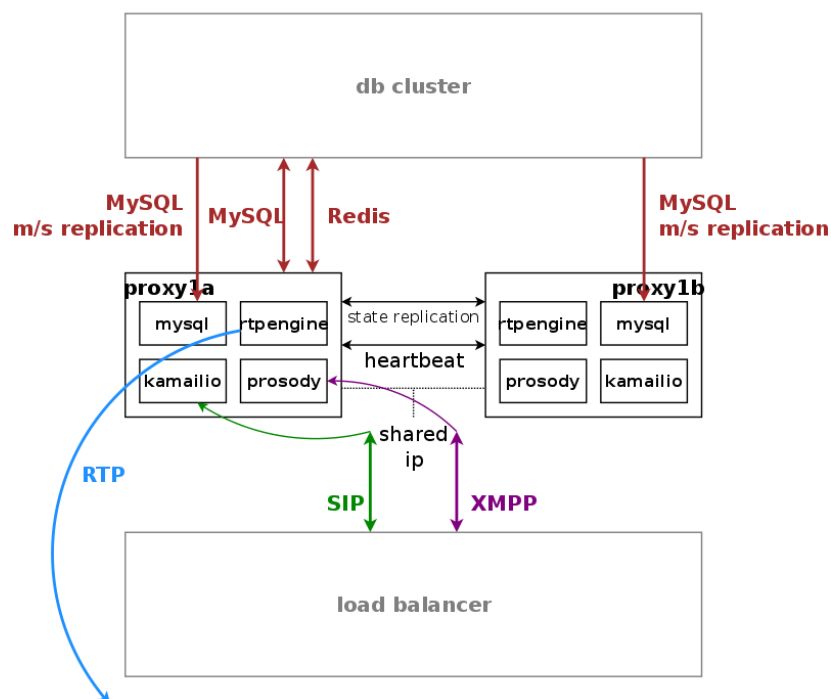 db cluster
MySQL
m/s replication
MySQL
Redis
MySQL
m/s replication
proxy1a
proxy1b
mysql
rtpengine
state replication
rtpengine
mysql
heartbeat
kamailio
prosody
prosody
kamailio
shared
ip
RTP
SIP
XMPP
load balancer